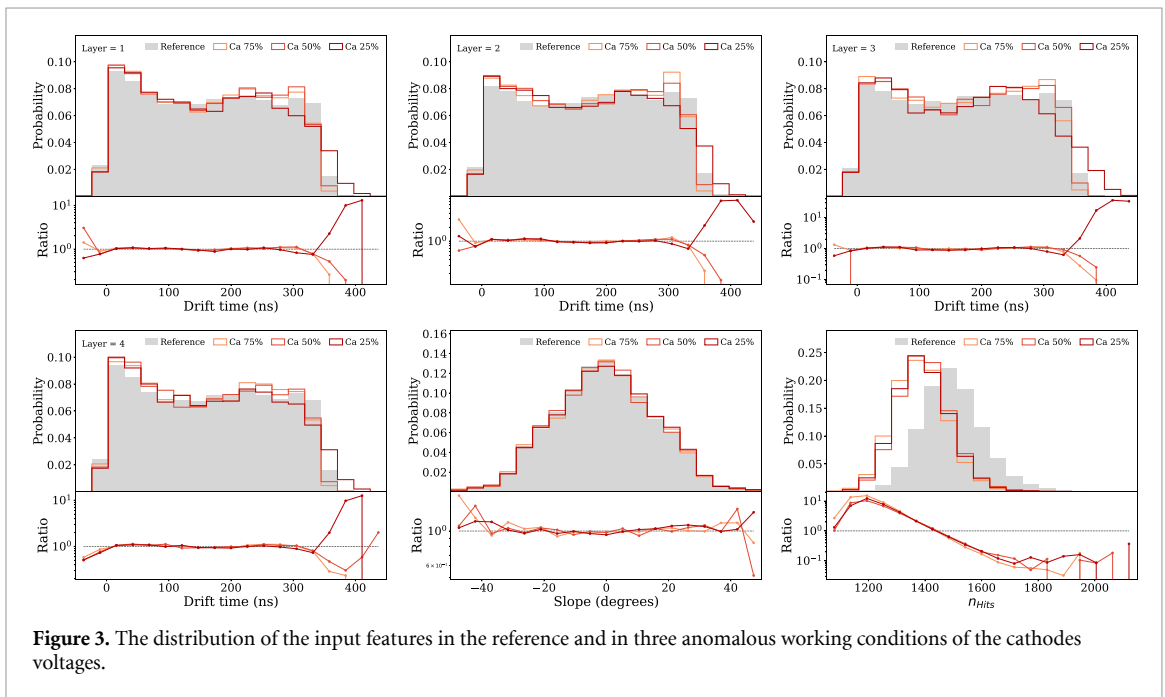 Layer = 1 Reference Ca 75% Ca 50% Ca 25%
0.10
0.08
0.06
0.04
0.02
Probability
10¹
10⁰
Ratio
0 100 200 300 400
Drift time (ns)
Layer = 2 Reference Ca 75% Ca 50% Ca 25%
0.10
0.08
0.06
0.04
0.02
Probability
10⁰
Ratio
0 100 200 300 400
Drift time (ns)
Layer = 3 Reference Ca 75% Ca 50% Ca 25%
0.10
0.08
0.06
0.04
0.02
Probability
10¹
10⁰
10⁻¹
Ratio
0 100 200 300 400
Drift time (ns)
Layer = 4 Reference Ca 75% Ca 50% Ca 25%
0.10
0.08
0.06
0.04
0.02
Probability
10¹
10⁰
Ratio
0 100 200 300 400
Drift time (ns)
Reference Ca 75% Ca 50% Ca 25%
0.16
0.14
0.12
0.10
0.08
0.06
0.04
0.02
Probability
10⁰
6 × 10⁻¹
Ratio
−40 −20 0 20 40
Slope (degrees)
Reference Ca 75% Ca 50% Ca 25%
0.25
0.20
0.15
0.10
0.05
Probability
10¹
10⁰
10⁻¹
Ratio
1200 1400 1600 1800 2000
nHits
Figure 3. The distribution of the input features in the reference and in three anomalous working conditions of the cathodes
voltages.